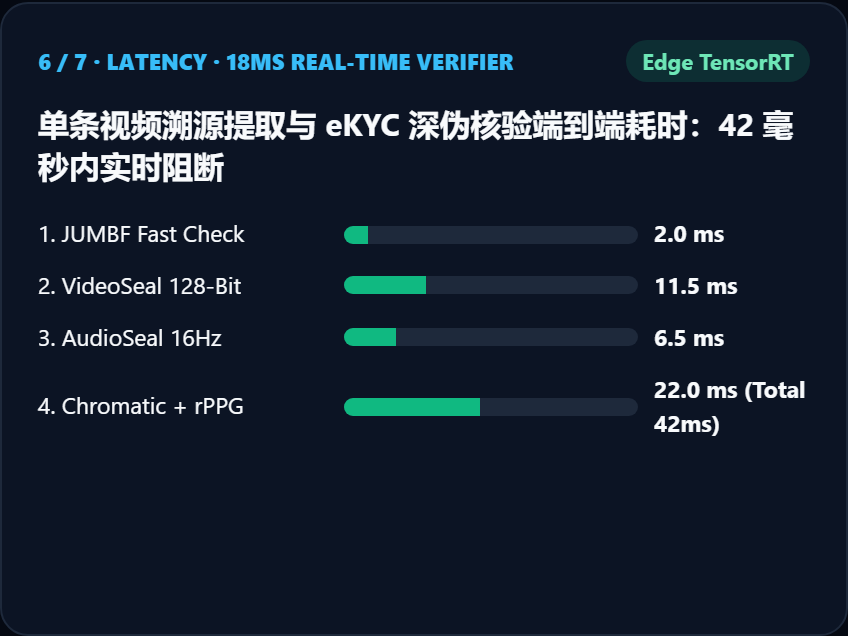 6 / 7 · LATENCY · 18MS REAL-TIME VERIFIER
Edge TensorRT
单条视频溯源提取与 eKYC 深伪核验端到端耗时：42 毫
秒内实时阻断
1. JUMBF Fast Check
2.0 ms
2. VideoSeal 128-Bit
11.5 ms
3. AudioSeal 16Hz
6.5 ms
4. Chromatic + rPPG
22.0 ms (Total
42ms)